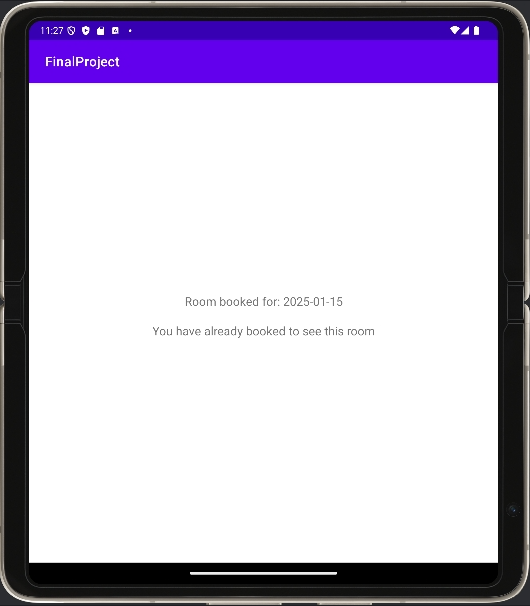 11:27
FinalProject
Room booked for: 2025-01-15
You have already booked to see this room